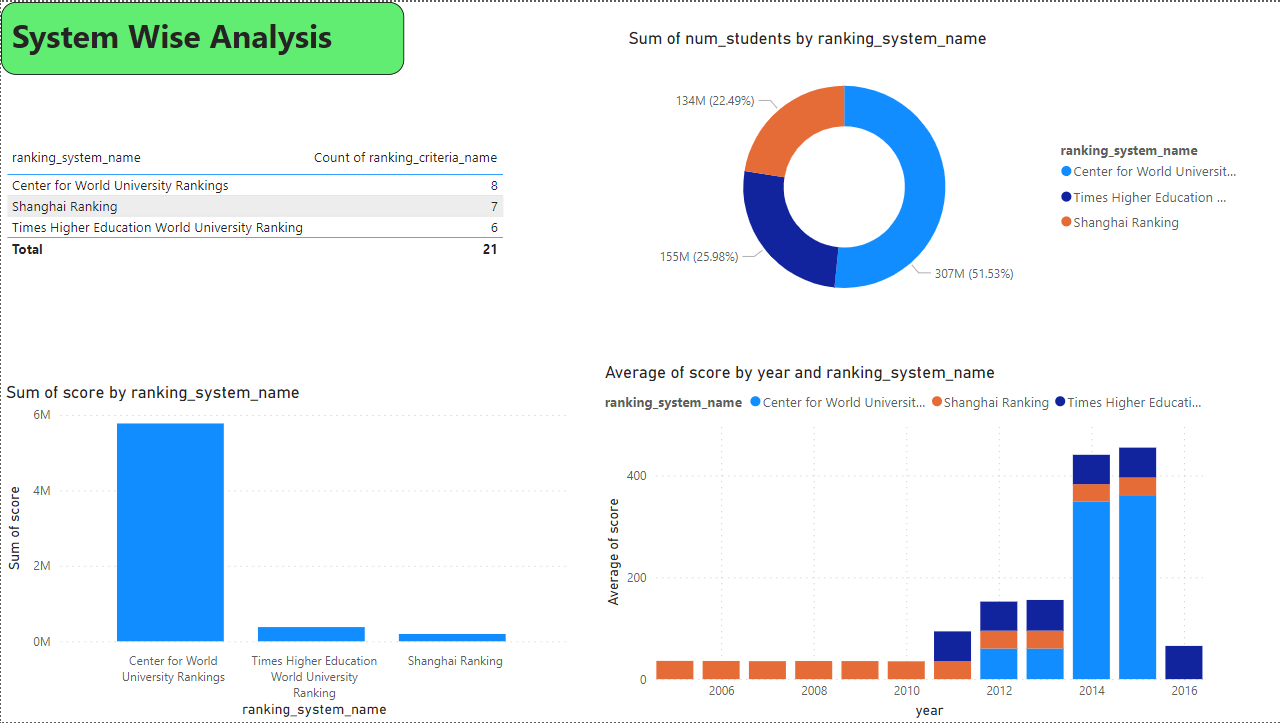 System Wise Analysis
ranking_system_name Count of ranking_criteria_name
Center for World University Rankings 8
Shanghai Ranking 7
Times Higher Education World University Ranking 6
Total 21
Sum of num_students by ranking_system_name
134M (22.49%)
155M (25.98%)
307M (51.53%)
ranking_system_name
Center for World Universit...
Times Higher Education ...
Shanghai Ranking
Sum of score by ranking_system_name
6M
4M
2M
0M
Sum of score
Center for World
University Rankings
Times Higher Education
World University
Ranking
Shanghai Ranking
ranking_system_name
Average of score by year and ranking_system_name
ranking_system_name Center for World Universit... Shanghai Ranking Times Higher Educati...
400
200
0
Average of score
2006 2008 2010 2012 2014 2016
year